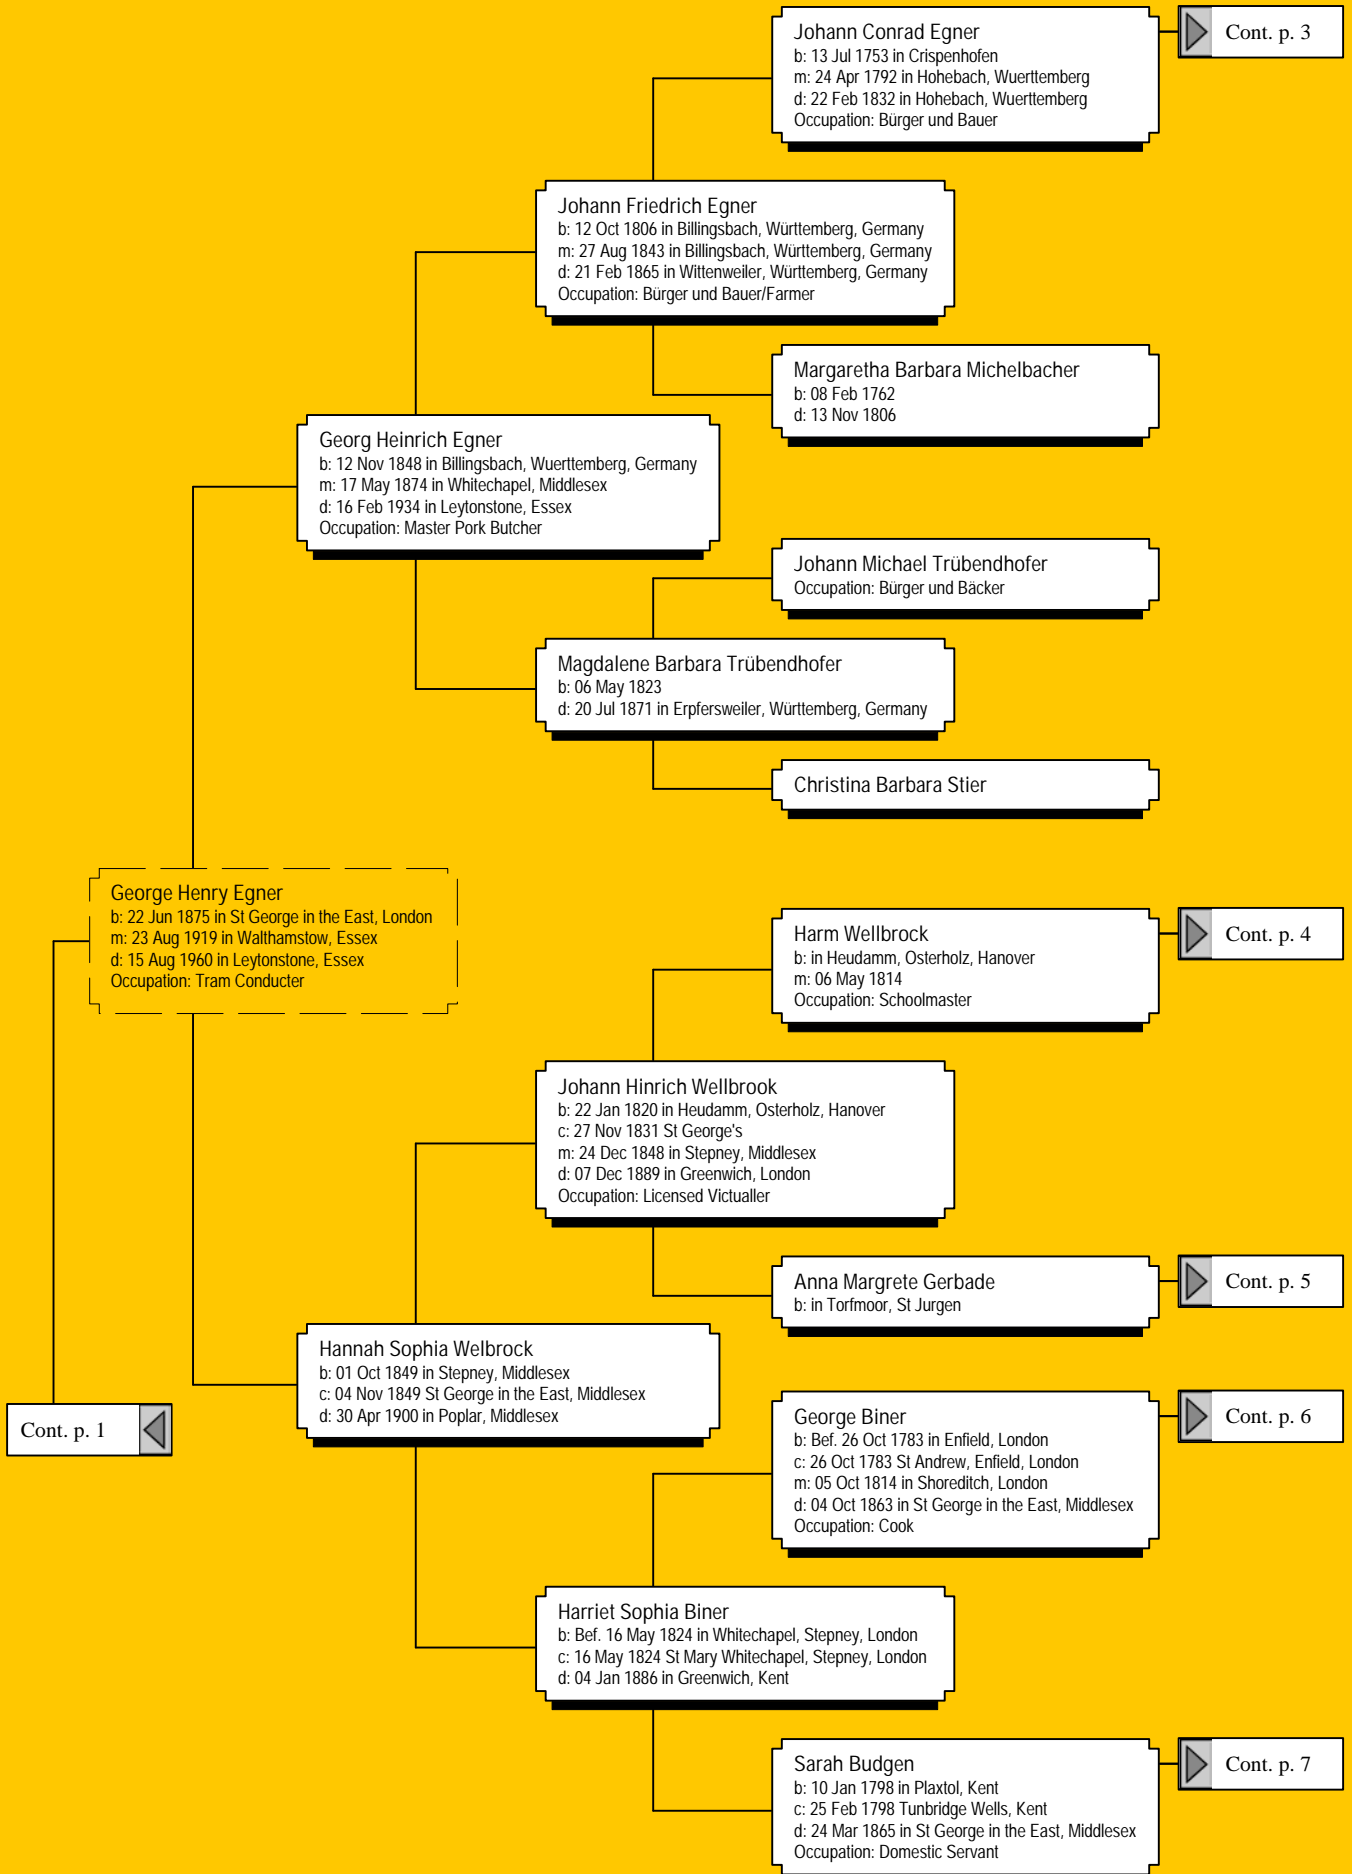 Johann Conrad Egner
b: 13 Jul 1753 in Crispenhofen
m: 24 Apr 1792 in Hohebach, Wuerttemberg
d: 22 Feb 1832 in Hohebach, Wuerttemberg
Occupation: Bürger und Bauer
Cont. p. 3
Johann Friedrich Egner
b: 12 Oct 1806 in Billingsbach, Württemberg, Germany
m: 27 Aug 1843 in Billingsbach, Württemberg, Germany
d: 21 Feb 1865 in Wittenweiler, Württemberg, Germany
Occupation: Bürger und Bauer/Farmer
Margaretha Barbara Michelbacher
b: 08 Feb 1762
d: 13 Nov 1806
Georg Heinrich Egner
b: 12 Nov 1848 in Billingsbach, Wuerttemberg, Germany
m: 17 May 1874 in Whitechapel, Middlesex
d: 16 Feb 1934 in Leytonstone, Essex
Occupation: Master Pork Butcher
Johann Michael Trübendhofer
Occupation: Bürger und Bäcker
Magdalene Barbara Trübendhofer
b: 06 May 1823
d: 20 Jul 1871 in Erpfersweiler, Württemberg, Germany
Christina Barbara Stier
George Henry Egner
b: 22 Jun 1875 in St George in the East, London
m: 23 Aug 1919 in Walthamstow, Essex
d: 15 Aug 1960 in Leytonstone, Essex
Occupation: Tram Conducter
Harm Wellbrock
b: in Heudamm, Osterholz, Hanover
m: 06 May 1814
Occupation: Schoolmaster
Cont. p. 4
Johann Hinrich Wellbrook
b: 22 Jan 1820 in Heudamm, Osterholz, Hanover
c: 27 Nov 1831 St George's
m: 24 Dec 1848 in Stepney, Middlesex
d: 07 Dec 1889 in Greenwich, London
Occupation: Licensed Victualler
Anna Margrete Gerbade
b: in Torfmoor, St Jurgen
Cont. p. 5
Hannah Sophia Welbrock
b: 01 Oct 1849 in Stepney, Middlesex
c: 04 Nov 1849 St George in the East, Middlesex
d: 30 Apr 1900 in Poplar, Middlesex
Cont. p. 1
George Biner
b: Bef. 26 Oct 1783 in Enfield, London
c: 26 Oct 1783 St Andrew, Enfield, London
m: 05 Oct 1814 in Shoreditch, London
d: 04 Oct 1863 in St George in the East, Middlesex
Occupation: Cook
Cont. p. 6
Harriet Sophia Biner
b: Bef. 16 May 1824 in Whitechapel, Stepney, London
c: 16 May 1824 St Mary Whitechapel, Stepney, London
d: 04 Jan 1886 in Greenwich, Kent
Sarah Budgen
b: 10 Jan 1798 in Plaxtol, Kent
c: 25 Feb 1798 Tunbridge Wells, Kent
d: 24 Mar 1865 in St George in the East, Middlesex
Occupation: Domestic Servant
Cont. p. 7